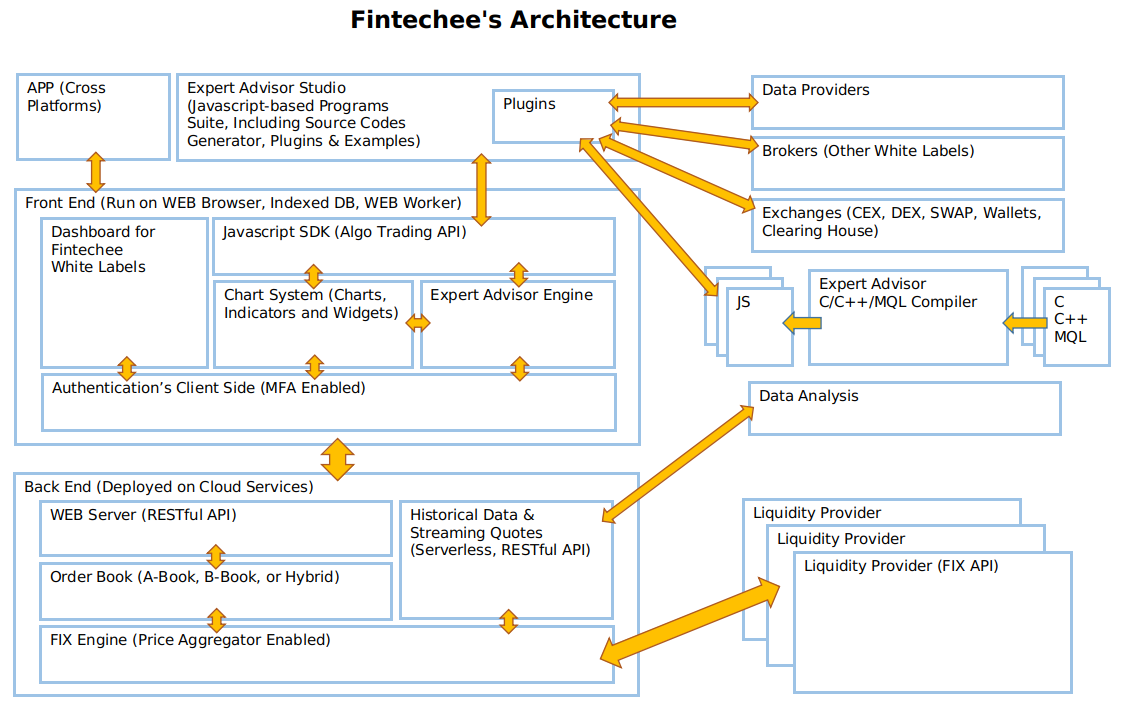 Fintechee's Architecture
APP (Cross
Platforms)
Expert Advisor Studio
(Javascript-based Programs
Suite, Including Source Codes
Generator, Plugins & Examples)
Plugins
Data Providers
Brokers (Other White Labels)
Exchanges (CEX, DEX, SWAP, Wallets,
Clearing House)
Front End (Run on WEB Browser, Indexed DB, WEB Worker)
Dashboard for
Fintechee
White Labels
Javascript SDK (Algo Trading API)
Chart System (Charts,
Indicators and Widgets)
Expert Advisor Engine
Authentication’s Client Side (MFA Enabled)
JS
Expert Advisor
C/C++/MQL Compiler
C
C++
MQL
Data Analysis
Back End (Deployed on Cloud Services)
WEB Server (RESTful API)
Order Book (A-Book, B-Book, or Hybrid)
Historical Data &
Streaming Quotes
(Serverless, RESTful API)
FIX Engine (Price Aggregator Enabled)
Liquidity Provider
Liquidity Provider
Liquidity Provider (FIX API)